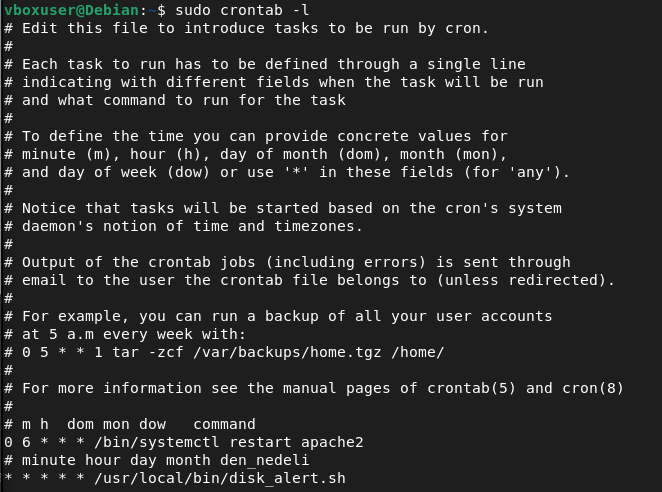 vboxuser@Debian:~$ sudo crontab -l
# Edit this file to introduce tasks to be run by cron.
#
# Each task to run has to be defined through a single line
# indicating with different fields when the task will be run
# and what command to run for the task
#
# To define the time you can provide concrete values for
# minute (m), hour (h), day of month (dom), month (mon),
# and day of week (dow) or use '*' in these fields (for 'any').
#
# Notice that tasks will be started based on the cron's system
# daemon's notion of time and timezones.
#
# Output of the crontab jobs (including errors) is sent through
# email to the user the crontab file belongs to (unless redirected).
#
# For example, you can run a backup of all your user accounts
# at 5 a.m every week with:
# 0 5 * * 1 tar -zcf /var/backups/home.tgz /home/
#
# For more information see the manual pages of crontab(5) and cron(8)
#
# m h  dom mon dow   command
0 6 * * * /bin/systemctl restart apache2
# minute hour day month den_nedeli
* * * * * /usr/local/bin/disk_alert.sh